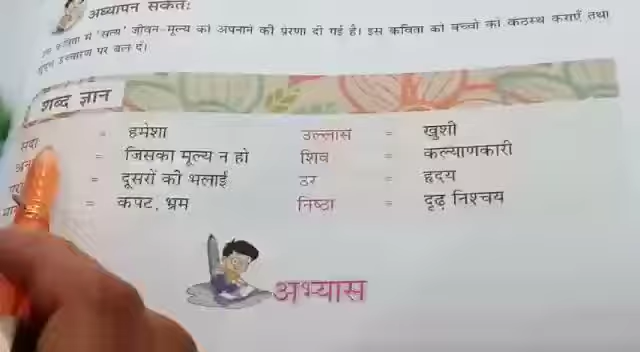 अध्यापन संकेत:
इस कविता में 'सत्य' जीवन-मूल्य को अपनाने की प्रेरणा दी गई है। इस कविता को बच्चों को कंठस्थ कराएँ तथा
शुद्ध उच्चारण पर बल दें।
शब्द ज्ञान
सदा = हमेशा उल्लास = खुशी
= जिसका मूल्य न हो शिव = कल्याणकारी
= दूसरों की भलाई उर = हृदय
= कपट, भ्रम निष्ठा = दृढ़ निश्चय
अभ्यास